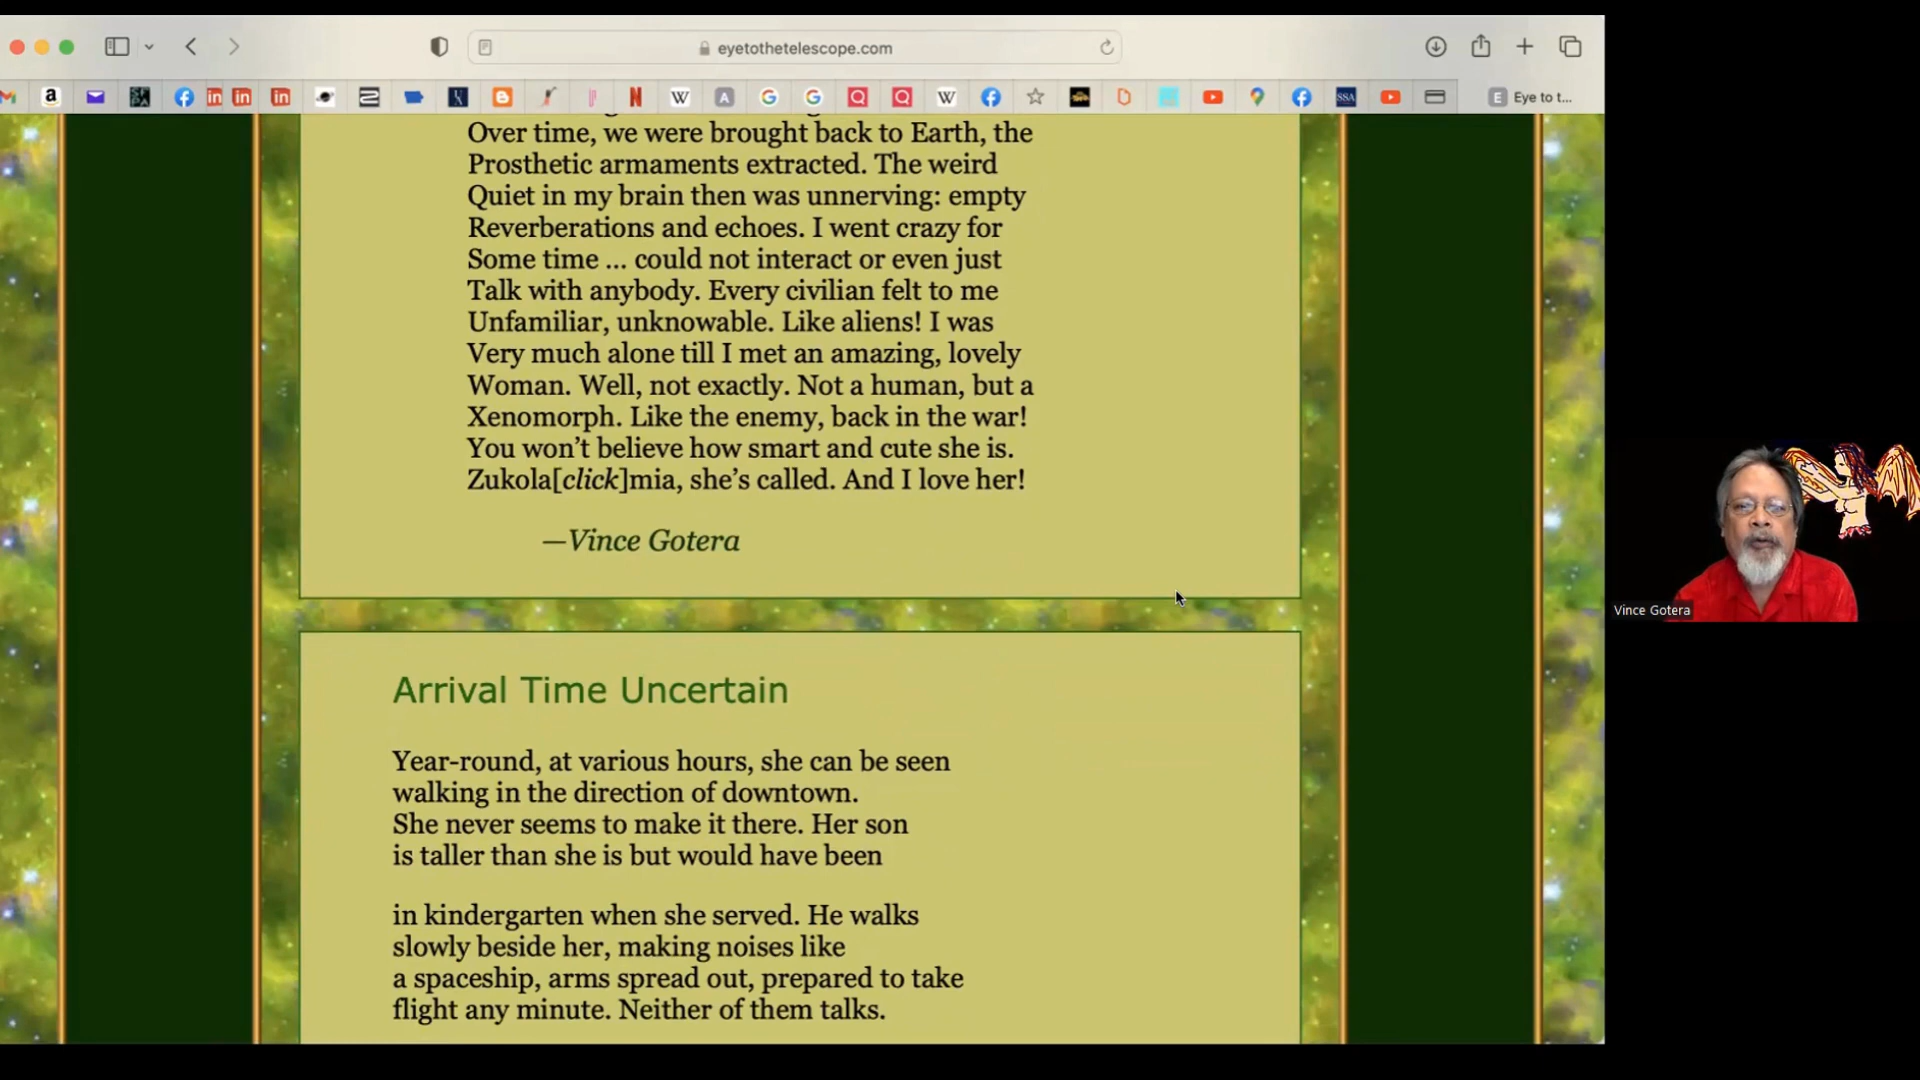 eyetothetelescope.com
Eye to t...
Over time, we were brought back to Earth, the
Prosthetic armaments extracted. The weird
Quiet in my brain then was unnerving: empty
Reverberations and echoes. I went crazy for
Some time ... could not interact or even just
Talk with anybody. Every civilian felt to me
Unfamiliar, unknowable. Like aliens! I was
Very much alone till I met an amazing, lovely
Woman. Well, not exactly. Not a human, but a
Xenomorph. Like the enemy, back in the war!
You won’t believe how smart and cute she is.
Zukola[click]mia, she’s called. And I love her!
—Vince Gotera
Arrival Time Uncertain
Year-round, at various hours, she can be seen
walking in the direction of downtown.
She never seems to make it there. Her son
is taller than she is but would have been
in kindergarten when she served. He walks
slowly beside her, making noises like
a spaceship, arms spread out, prepared to take
flight any minute. Neither of them talks.
Vince Gotera